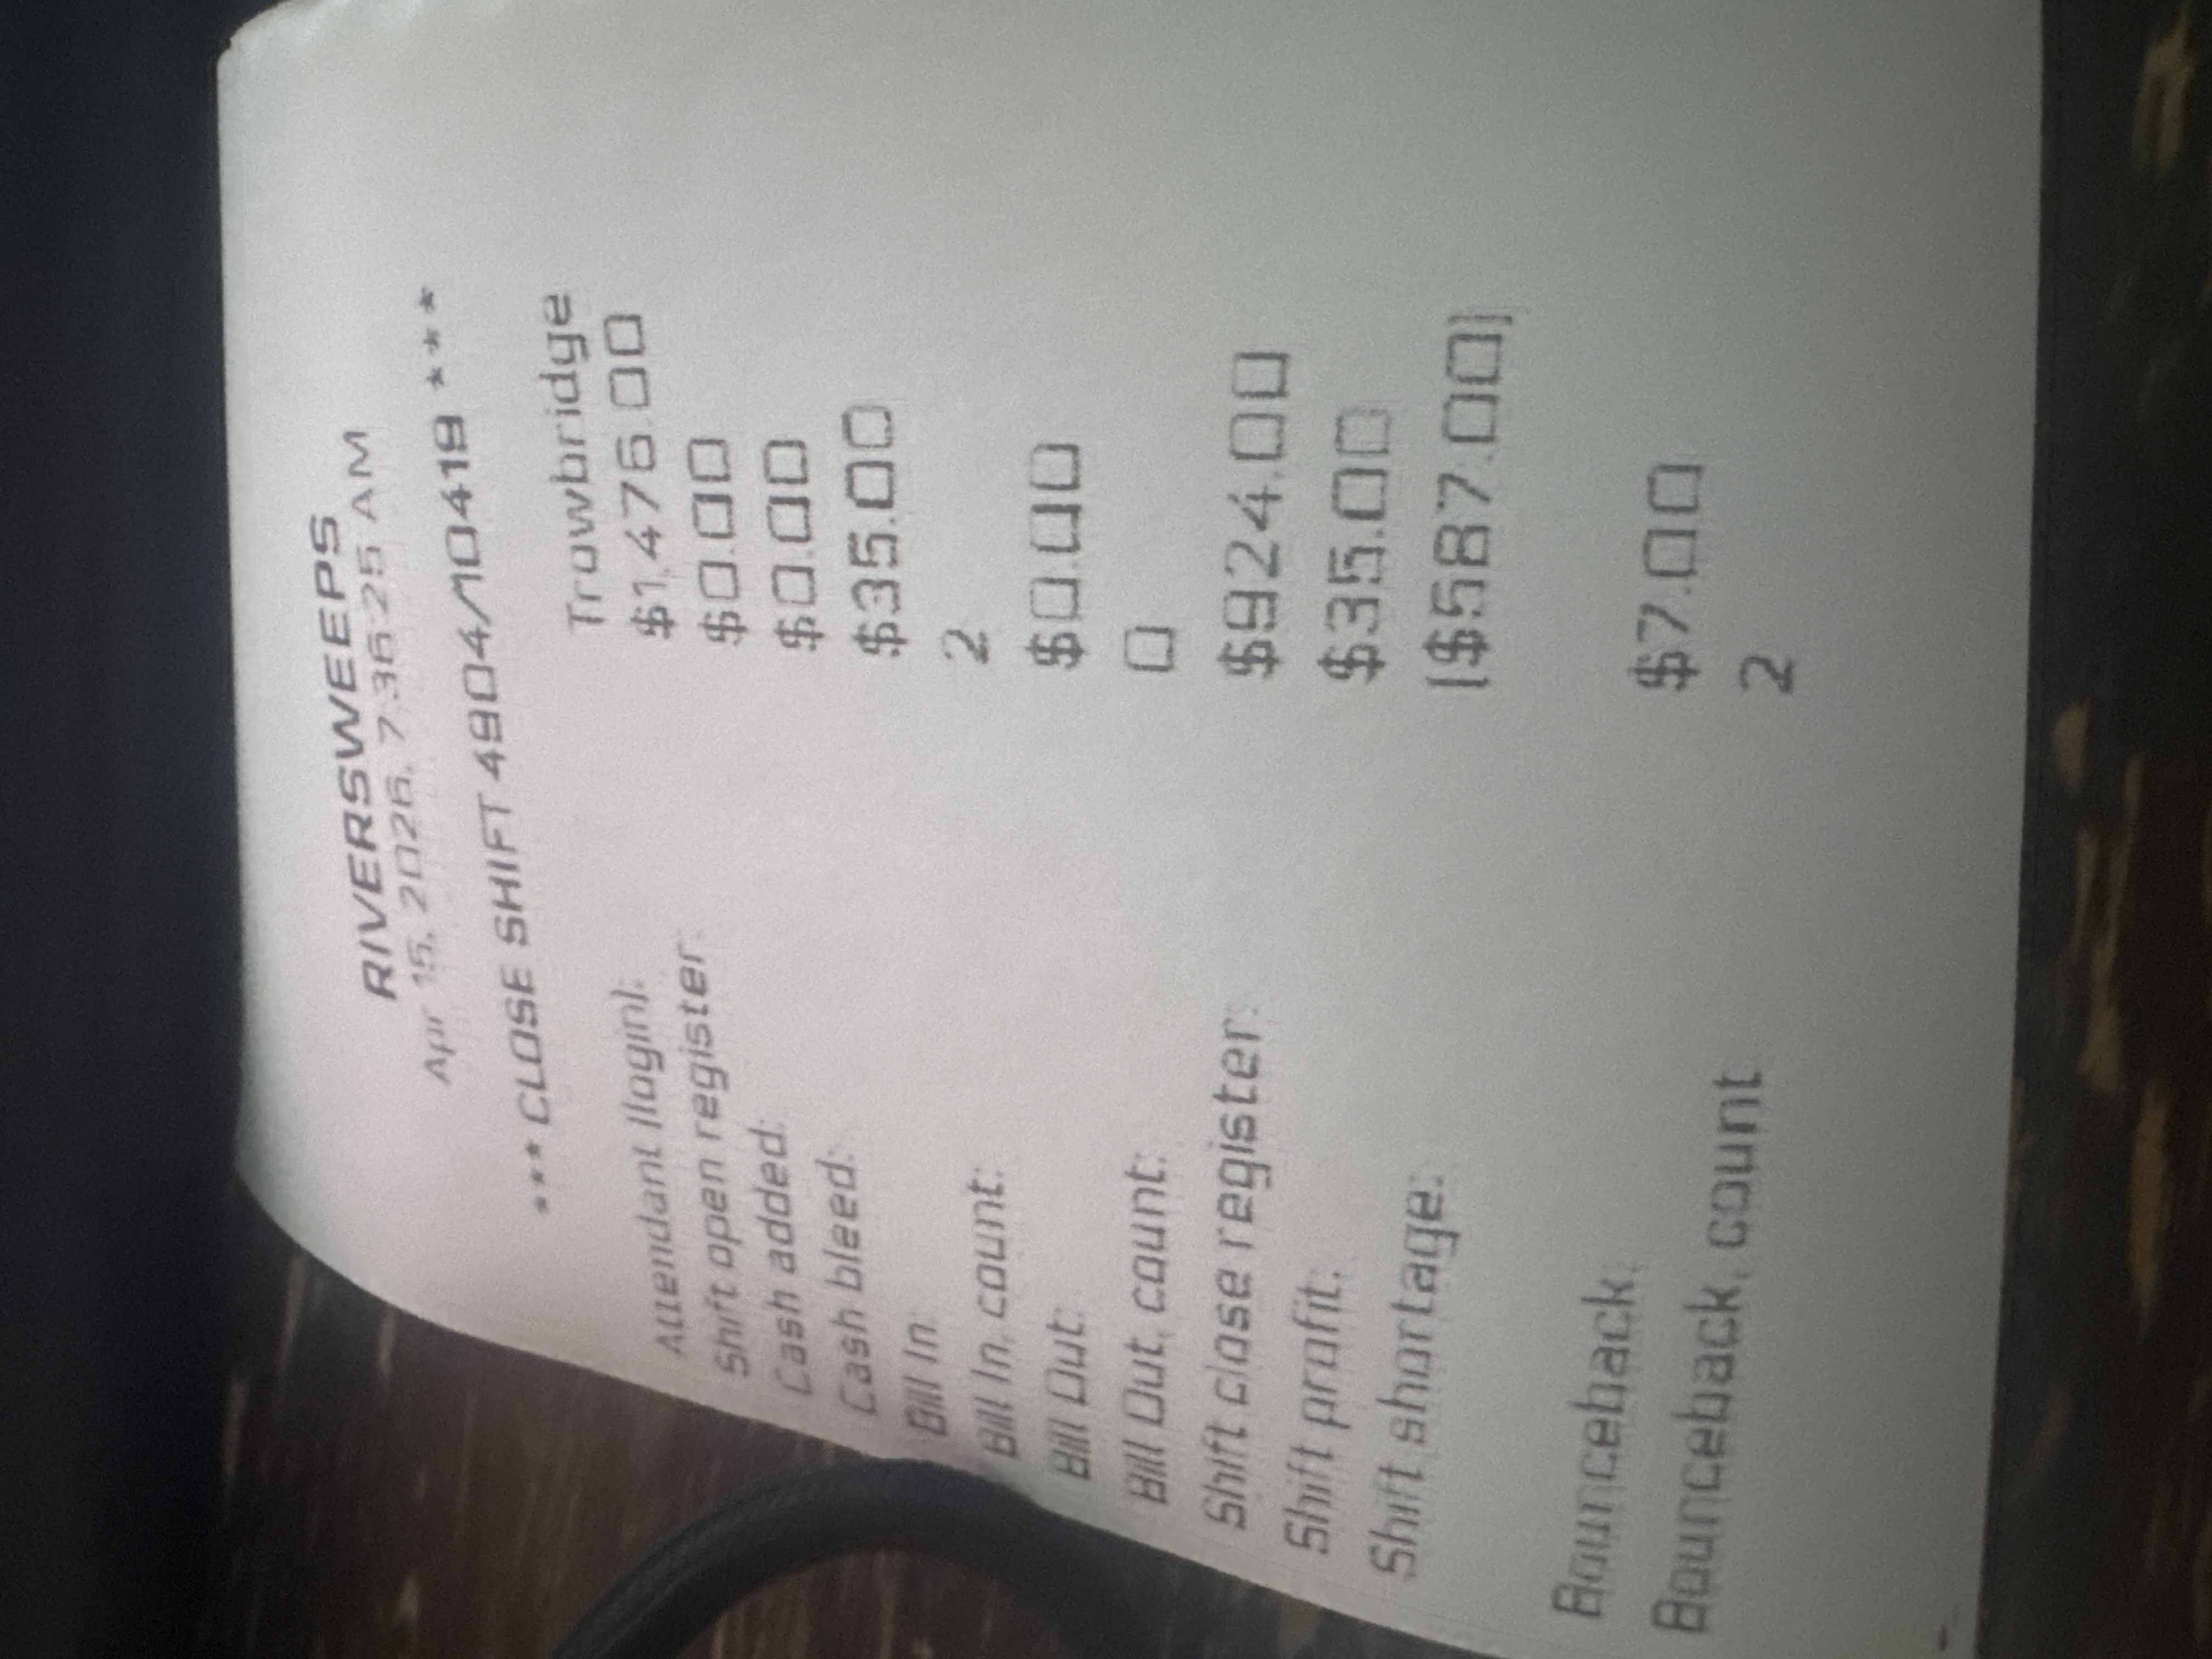 RIVERSWEEPS
Apr 15, 2026, 7:36:25 AM
*** CLOSE SHIFT 4904/10419 ***
Attendant (login): Trowbridge
Shift open register: $1,476.00
Cash added: $0.00
Cash bleed: $0.00
Bill In: $35.00
Bill In, count: 2
Bill Out: $0.00
Bill Out, count: 0
Shift close register: $924.00
Shift profit: $35.00
Shift shortage: ($587.00)
Bounceback: $7.00
Bounceback, count 2